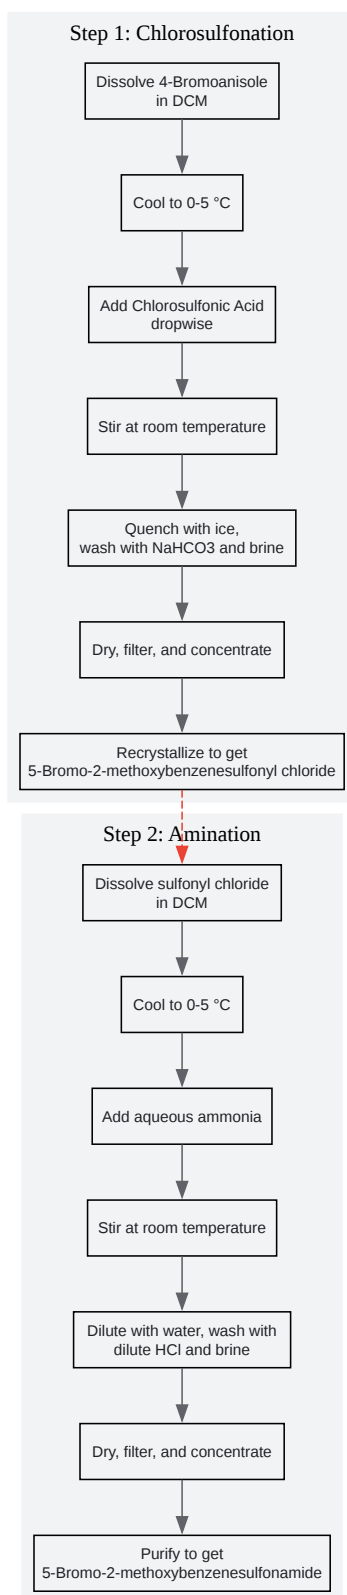 Step 1: Chlorosulfonation
Dissolve 4-Bromoanisole
in DCM
Cool to 0-5 °C
Add Chlorosulfonic Acid
dropwise
Stir at room temperature
Quench with ice,
wash with NaHCO3 and brine
Dry, filter, and concentrate
Recrystallize to get
5-Bromo-2-methoxybenzenesulfonyl chloride
Step 2: Amination
Dissolve sulfonyl chloride
in DCM
Cool to 0-5 °C
Add aqueous ammonia
Stir at room temperature
Dilute with water, wash with
dilute HCl and brine
Dry, filter, and concentrate
Purify to get
5-Bromo-2-methoxybenzenesulfonamide